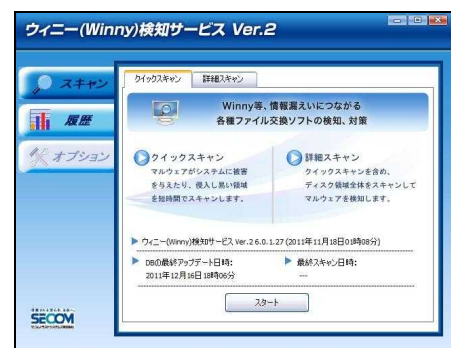 ウィニー(Winny)検知サービス Ver.2
スキャン
履歴
オプション
クイックスキャン
詳細スキャン
Winny等、情報漏えいにつながる
各種ファイル交換ソフトの検知、対策
クイックスキャン
マルウェアがシステムに被害
を与えたり、侵入し易い領域
を短時間でスキャンします。
詳細スキャン
クイックスキャンを含め、
ディスク領域全体をスキャンして
マルウェアを検知します。
ウィニー(Winny)検知サービス Ver.2 6.0.1.27 (2011年11月18日01時08分)
DBの最終アップデート日時:
2011年12月16日 18時06分
最終スキャン日時:
---
スタート
SECOM